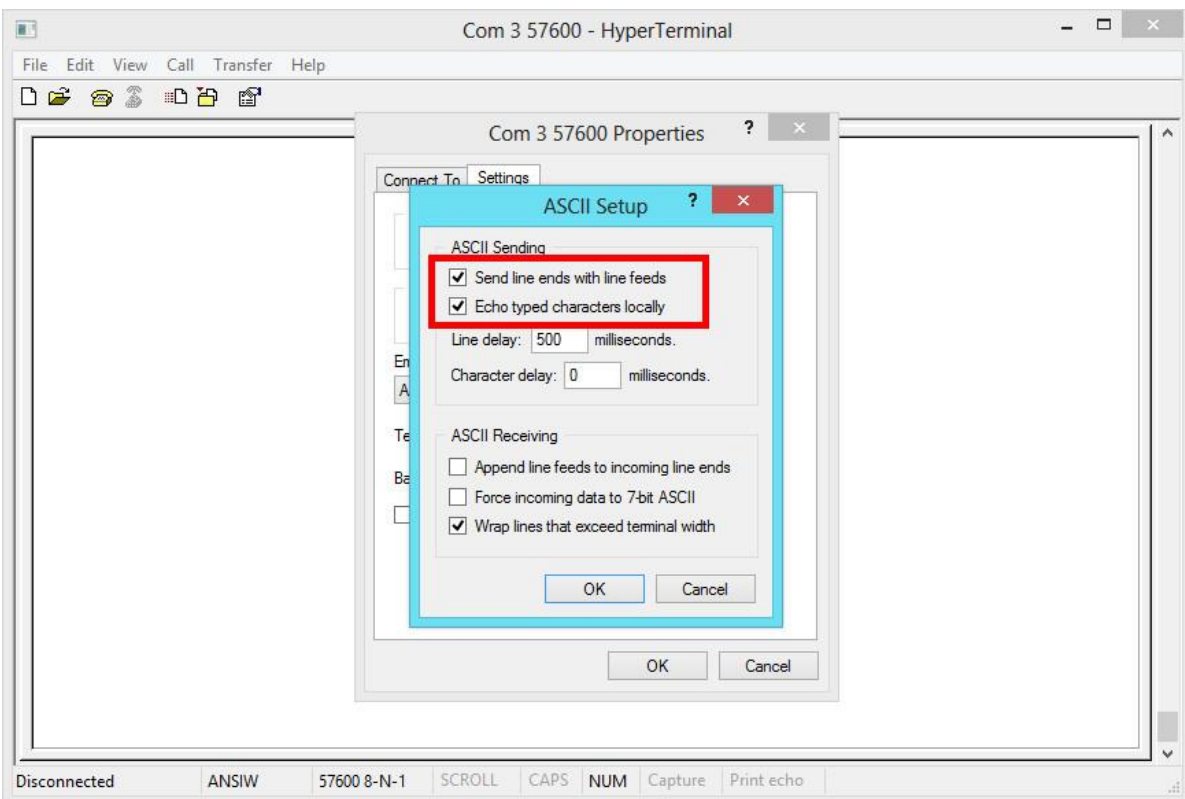 Com 3 57600 - HyperTerminal
File Edit View Call Transfer Help
Com 3 57600 Properties ?
Connect To Settings
ASCII Setup ?
ASCII Sending
Send line ends with line feeds
Echo typed characters locally
Line delay: 500 milliseconds.
Character delay: 0 milliseconds.
En
A
Te
ASCII Receiving
Append line feeds to incoming line ends
Ba
Force incoming data to 7-bit ASCII
Wrap lines that exceed terminal width
OK Cancel
OK Cancel
Disconnected ANSIW 57600 8-N-1 SCROLL CAPS NUM Capture Print echo